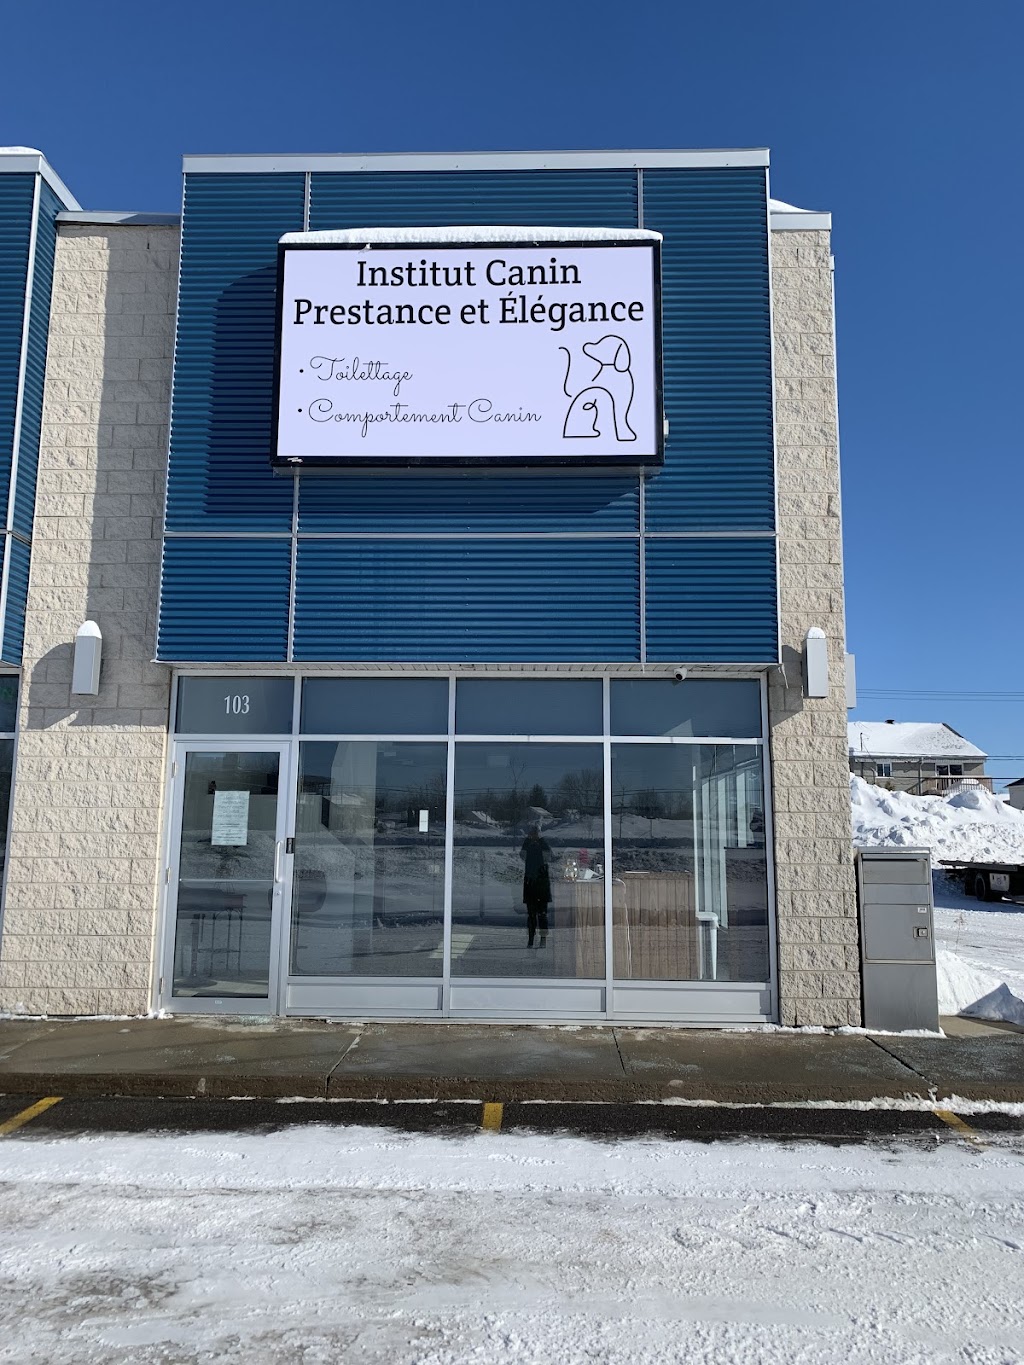 Institut Canin
Prestance et Élégance
• Toilettage
• Comportement Canin
103